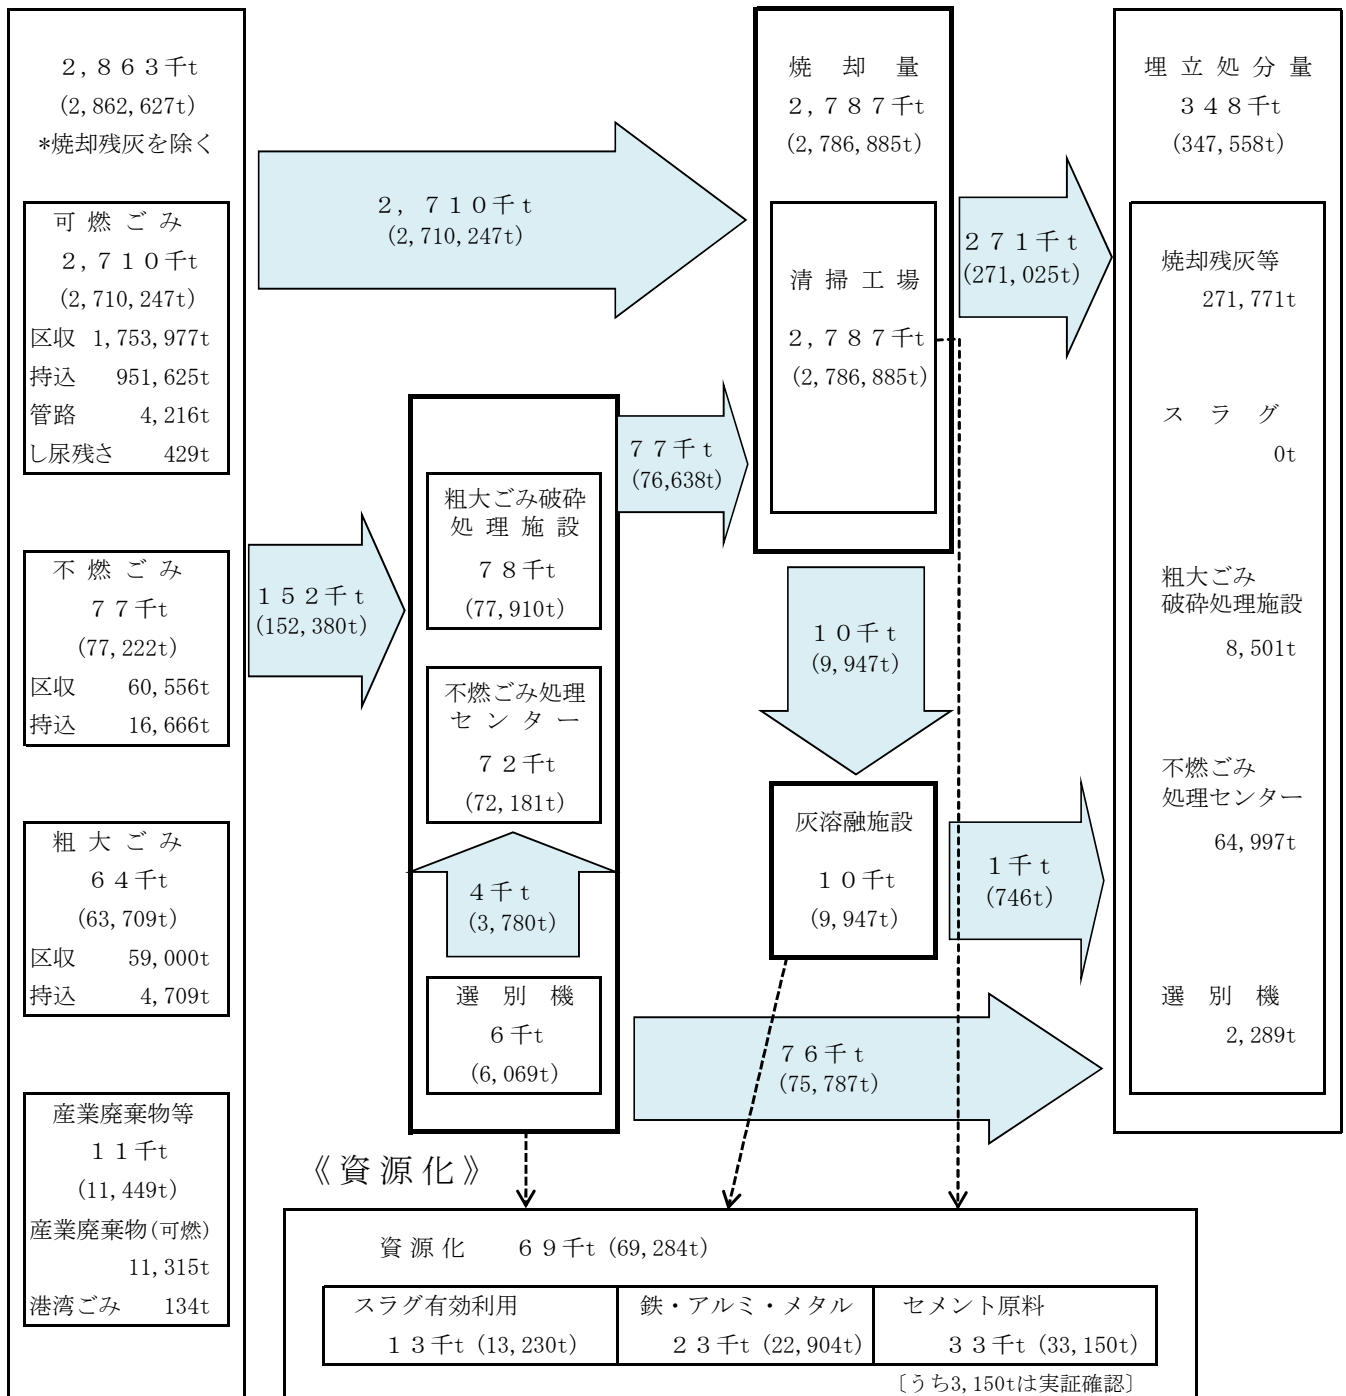 ２，８６３千t
(2,862,627t)
*焼却残灰を除く
可 燃 ご み
２，７１０千t
(2,710,247t)
区収 1,753,977t
持込 951,625t
管路 4,216t
し尿残さ 429t
不 燃 ご み
７７千t
(77,222t)
区収 60,556t
持込 16,666t
粗 大 ご み
６４千t
(63,709t)
区収 59,000t
持込 4,709t
産業廃棄物等
１１千t
(11,449t)
産業廃棄物(可燃)
11,315t
港湾ごみ 134t
２，７１０千ｔ
(2,710,247t)
１５２千ｔ
(152,380t)
粗大ごみ破砕
処 理 施 設
７８千t
(77,910t)
不燃ごみ処理
セ ン タ ー
７２千t
(72,181t)
４千ｔ
(3,780t)
選 別 機
６千t
(6,069t)
７７千ｔ
(76,638t)
焼 却 量
２，７８７千t
(2,786,885t)
清 掃 工 場
２，７８７千t
(2,786,885t)
１０千ｔ
(9,947t)
灰溶融施設
１０千t
(9,947t)
２７１千ｔ
(271,025t)
１千ｔ
(746t)
７６千ｔ
(75,787t)
埋 立 処 分 量
３４８千t
(347,558t)
焼却残灰等
271,771t
ス ラ グ
0t
粗大ごみ
破砕処理施設
8,501t
不燃ごみ
処理センター
64,997t
選 別 機
2,289t
《資源化》
資 源 化 ６９千t (69,284t)
スラグ有効利用
１３千t (13,230t)
鉄・アルミ・メタル
２３千t (22,904t)
セメント原料
３３千t (33,150t)
〔うち3,150tは実証確認〕